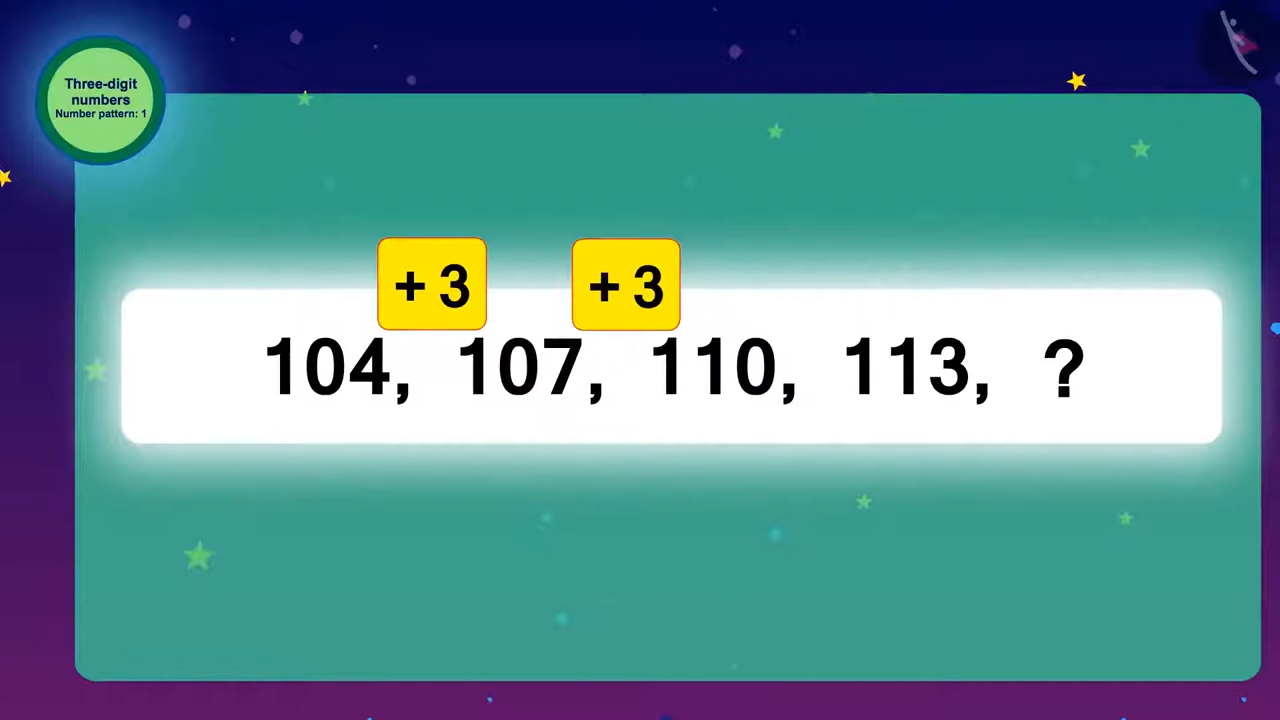 Three-digit
numbers
Number pattern: 1
+ 3 + 3
104, 107, 110, 113, ?